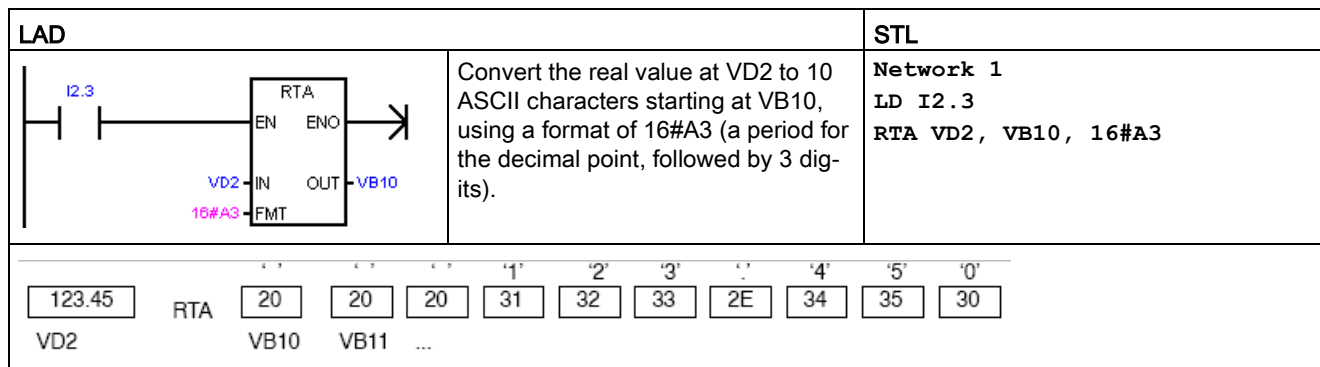 LAD
STL
I2.3
RTA
EN ENO
VD2 IN OUT VB10
16#A3 FMT
Convert the real value at VD2 to 10
ASCII characters starting at VB10,
using a format of 16#A3 (a period for
the decimal point, followed by 3 dig-
its).
Network 1
LD I2.3
RTA VD2, VB10, 16#A3
‘ ’ ‘ ’ ‘ ’ ‘1’ ‘2’ ‘3’ ‘.’ ‘4’ ‘5’ ‘0’
123.45 RTA 20 20 20 31 32 33 2E 34 35 30
VD2 VB10 VB11 ...